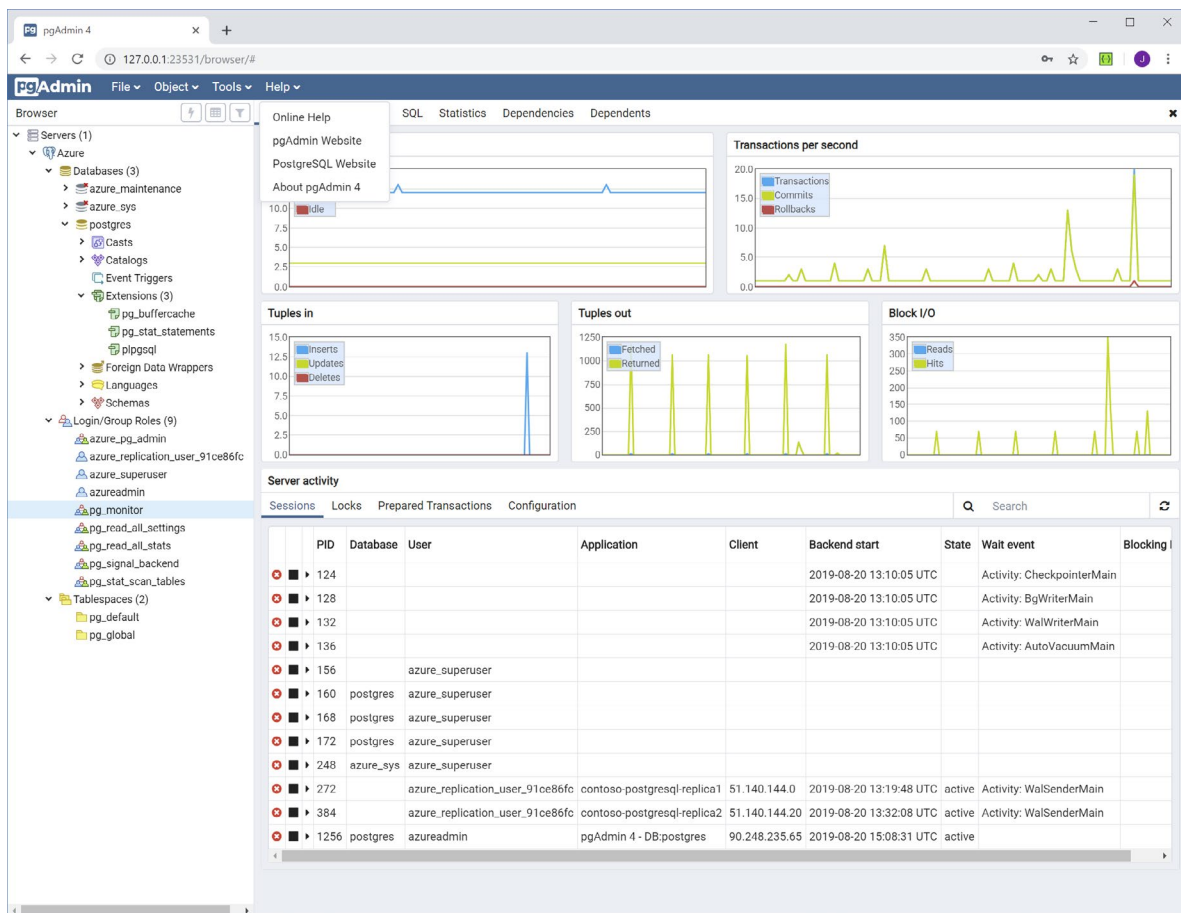 pgAdmin 4
127.0.0.1:23531/browser/#
J
pgAdmin File Object Tools Help
Browser
SQL Statistics Dependencies Dependents
Online Help
pgAdmin Website
PostgreSQL Website
About pgAdmin 4
Servers (1)
Azure
Databases (3)
azure_maintenance
azure_sys
postgres
Casts
Catalogs
Event Triggers
Extensions (3)
pg_buffercache
pg_stat_statements
plpgsql
Foreign Data Wrappers
Languages
Schemas
Login/Group Roles (9)
azure_pg_admin
azure_replication_user_91ce86fc
azure_superuser
azureadmin
pg_monitor
pg_read_all_settings
pg_read_all_stats
pg_signal_backend
pg_stat_scan_tables
Tablespaces (2)
pg_default
pg_global
Idle
10.0
7.5
5.0
2.5
0.0
Transactions per second
20.0
15.0
10.0
5.0
0.0
Transactions
Commits
Rollbacks
Tuples in
15.0
12.5
10.0
7.5
5.0
2.5
0.0
Inserts
Updates
Deletes
Tuples out
1250
1000
750
500
250
0
Fetched
Returned
Block I/O
350
300
250
200
150
100
50
0
Reads
Hits
Server activity
Sessions Locks Prepared Transactions Configuration Search
PID Database User Application Client Backend start State Wait event Blocking
124 2019-08-20 13:10:05 UTC Activity: CheckpointerMain
128 2019-08-20 13:10:05 UTC Activity: BgWriterMain
132 2019-08-20 13:10:05 UTC Activity: WalWriterMain
136 2019-08-20 13:10:05 UTC Activity: AutoVacuumMain
156 azure_superuser
160 postgres azure_superuser
168 postgres azure_superuser
172 postgres azure_superuser
248 azure_sys azure_superuser
272 azure_replication_user_91ce86fc contoso-postgresql-replica1 51.140.144.0 2019-08-20 13:19:48 UTC active Activity: WalSenderMain
384 azure_replication_user_91ce86fc contoso-postgresql-replica2 51.140.144.20 2019-08-20 13:32:08 UTC active Activity: WalSenderMain
1256 postgres azureadmin pgAdmin 4 - DB:postgres 90.248.235.65 2019-08-20 15:08:31 UTC active